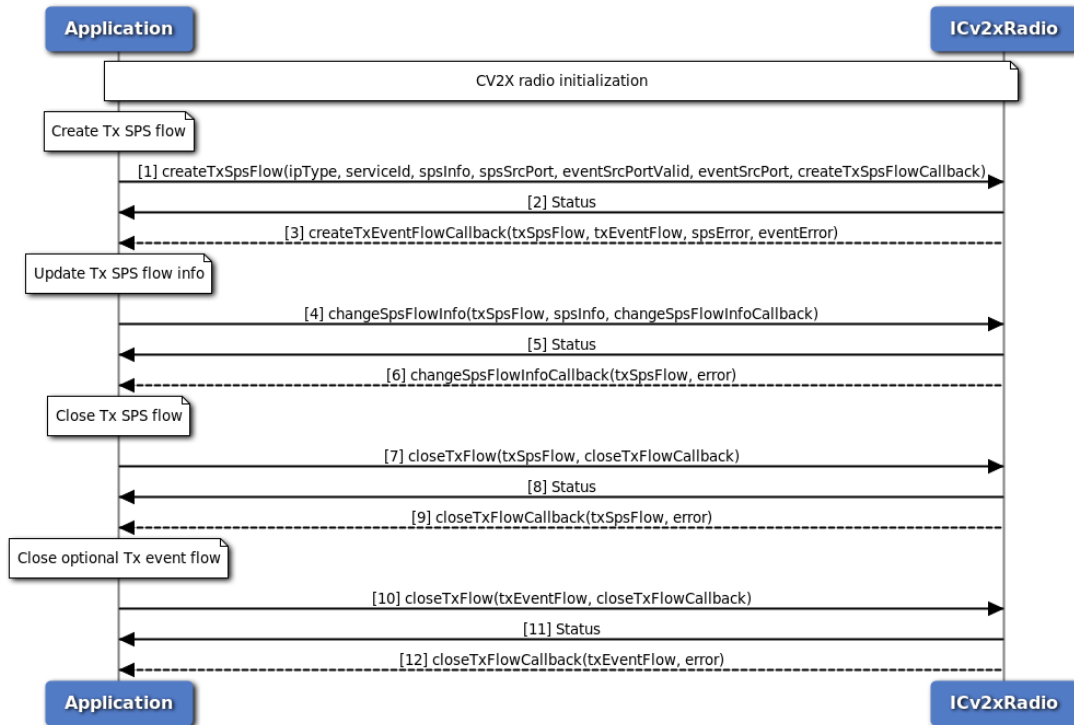 Application ICv2xRadio
CV2X radio initialization
Create Tx SPS flow
[1] createTxSpsFlow(ipType, serviceId, spsInfo, spsSrcPort, eventSrcPortValid, eventSrcPort, createTxSpsFlowCallback)
[2] Status
[3] createTxEventFlowCallback(txSpsFlow, txEventFlow, spsError, eventError)
Update Tx SPS flow info
[4] changeSpsFlowInfo(txSpsFlow, spsInfo, changeSpsFlowInfoCallback)
[5] Status
[6] changeSpsFlowInfoCallback(txSpsFlow, error)
Close Tx SPS flow
[7] closeTxFlow(txSpsFlow, closeTxFlowCallback)
[8] Status
[9] closeTxFlowCallback(txSpsFlow, error)
Close optional Tx event flow
[10] closeTxFlow(txEventFlow, closeTxFlowCallback)
[11] Status
[12] closeTxFlowCallback(txEventFlow, error)
Application ICv2xRadio